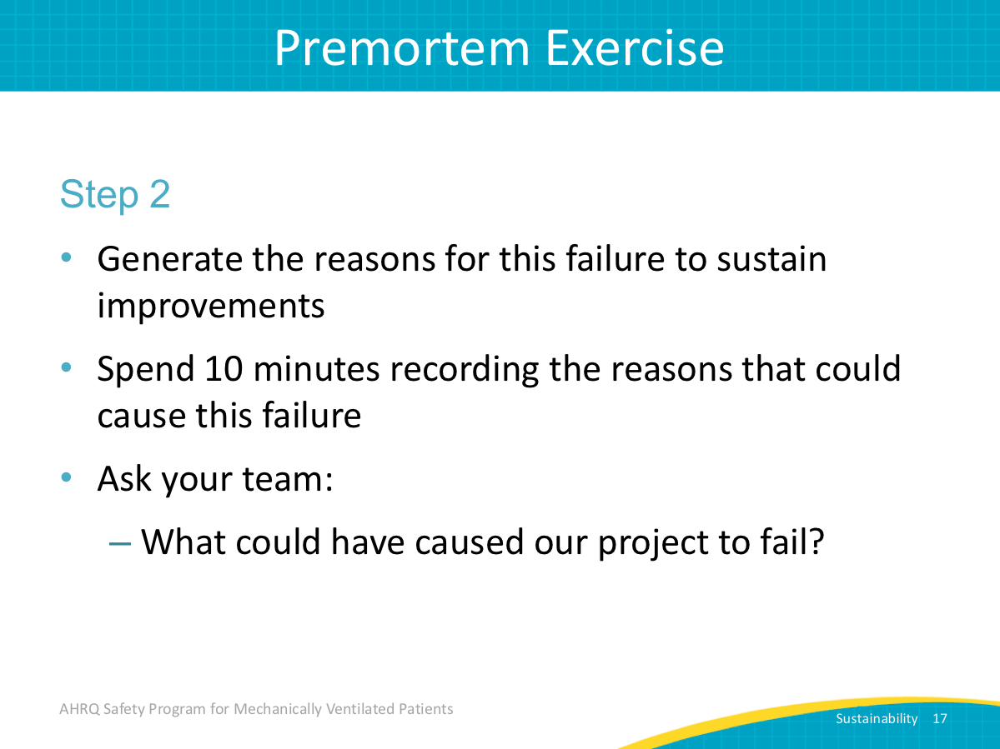 Premortem Exercise
Step 2
• Generate the reasons for this failure to sustain
improvements
• Spend 10 minutes recording the reasons that could
cause this failure
• Ask your team:
– What could have caused our project to fail?
AHRQ Safety Program for Mechanically Ventilated Patients
Sustainability 17